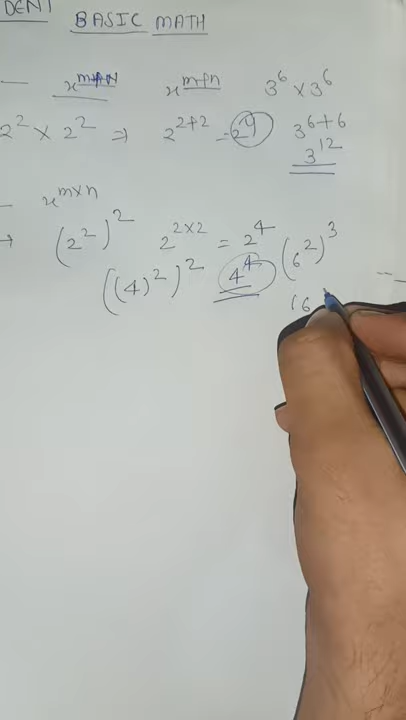 DENT BASIC MATH
x^m+n x^m+n 3^6 × 3^6
2^2 × 2^2 ⇒ 2^2+2 = 2^4 3^6+6
3^12
x^m×n
→ (2^2)^2 2^2×2 = 2^4 (6^2)^3
((4)^2)^2 4^4
(6